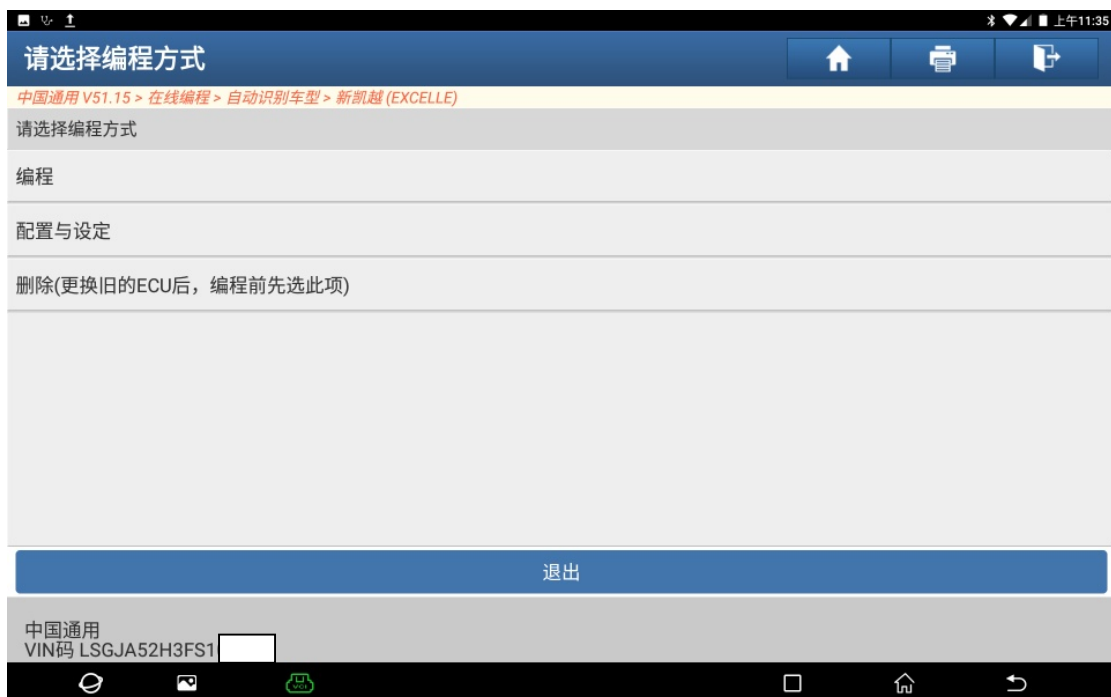 上午11:35
请选择编程方式
中国通用 V51.15 > 在线编程 > 自动识别车型 > 新凯越 (EXCELLE)
请选择编程方式
编程
配置与设定
删除(更换旧的ECU后，编程前先选此项)
退出
中国通用
VIN码 LSGJA52H3FS1
VCI